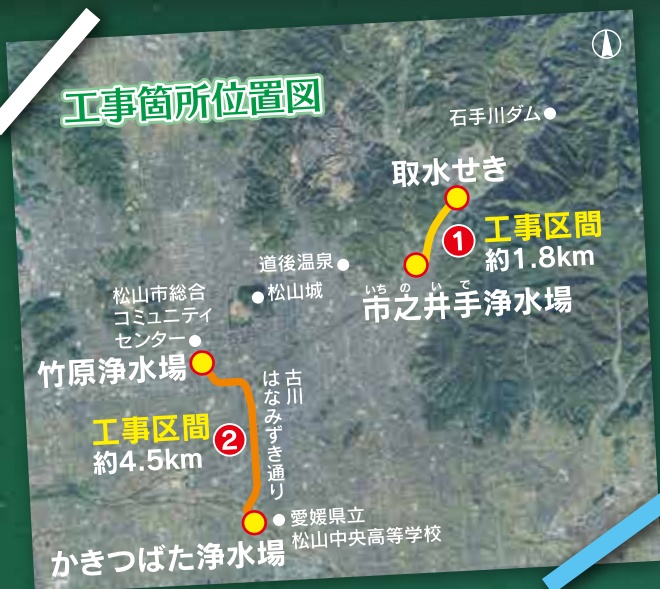 工事箇所位置図
石手川ダム
取水せき
1
工事区間
約1.8km
いちのいで
市之井手浄水場
道後温泉
松山城
松山市総合
コミュニティ
センター
竹原浄水場
古川
はなみずき通り
工事区間
約4.5km
2
愛媛県立
松山中央高等学校
かきつばた浄水場